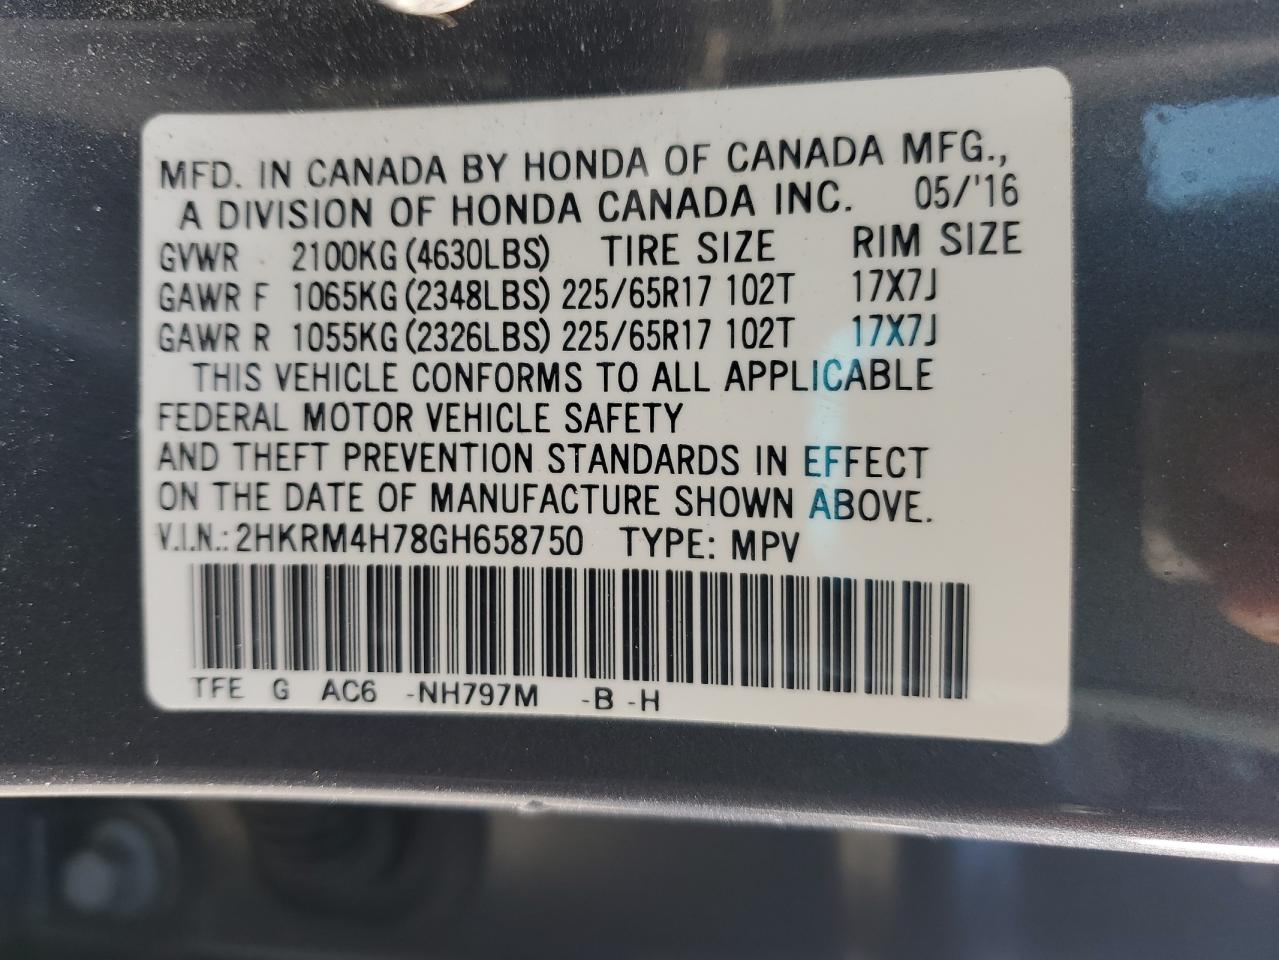 MFD. IN CANADA BY HONDA OF CANADA MFG.,
A DIVISION OF HONDA CANADA INC. 05/'16
GVWR 2100KG (4630LBS) TIRE SIZE RIM SIZE
GAWR F 1065KG (2348LBS) 225/65R17 102T 17X7J
GAWR R 1055KG (2326LBS) 225/65R17 102T 17X7J
THIS VEHICLE CONFORMS TO ALL APPLICABLE
FEDERAL MOTOR VEHICLE SAFETY
AND THEFT PREVENTION STANDARDS IN EFFECT
ON THE DATE OF MANUFACTURE SHOWN ABOVE.
V.I.N.: 2HKRM4H78GH658750 TYPE: MPV
TFE G AC6 -NH797M -B -H